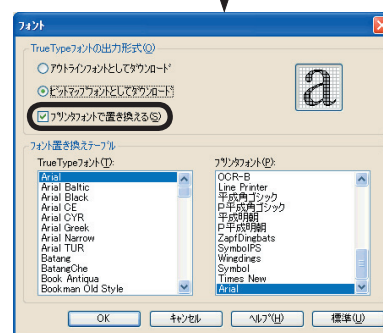 フォント
TrueTypeフォントの出力形式(O)
アウトラインフォントとしてダウンロード
ビットマップフォントとしてダウンロード
プリンタフォントで置き換える(S)
a
フォント置き換えテーブル
TrueTypeフォント(T):
Arial
Arial Baltic
Arial Black
Arial CE
Arial CYR
Arial Greek
Arial Narrow
Arial TUR
Batang
BatangChe
Book Antiqua
Bookman Old Style
プリンタフォント(P):
OCR-B
Line Printer
平成角ゴシック
P平成角ゴシック
平成明朝
P平成明朝
ZapfDingbats
SymbolPS
Wingdings
Symbol
Times New
Arial
OK
キャンセル
ヘルプ(H)
標準(U)